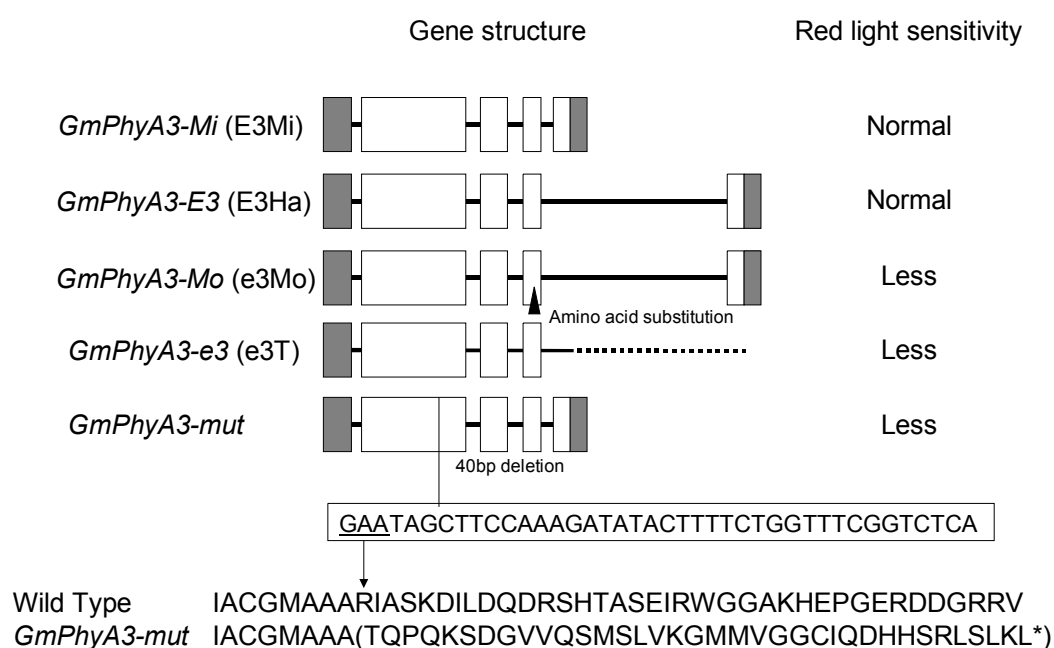 Gene structure Red light sensitivity
GmPhyA3-Mi (E3Mi) Normal
GmPhyA3-E3 (E3Ha) Normal
GmPhyA3-Mo (e3Mo) Less
Amino acid substitution
GmPhyA3-e3 (e3T) Less
GmPhyA3-mut Less
40bp deletion
GAATAGCTTCCAAAGATATACTTTTCTGGTTTCGGTCTCA
Wild Type IACGMAAARIASKDILDQDRSHTASEIRWGGAKHEPGERDDGRRV
GmPhyA3-mut IACGMAAA(TQPQKSDGVVQSMSLVKGMMVGGCIQDHHSRLSLKL*)